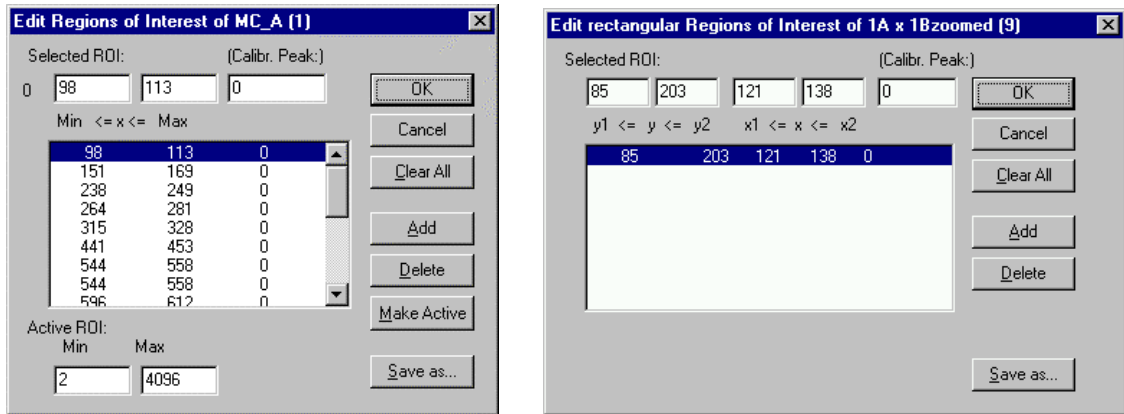 Edit Regions of Interest of MC_A (1)
Selected ROI: (Calibr. Peak:)
0 98 113 0
Min <= x <= Max
98 113 0
151 169 0
238 249 0
264 281 0
315 328 0
441 453 0
544 558 0
544 558 0
596 612 0
Active ROI:
Min Max
2 4096
OK
Cancel
Clear All
Add
Delete
Make Active
Save as...
Edit rectangular Regions of Interest of 1A x 1Bzoomed (9)
Selected ROI: (Calibr. Peak:)
85 203 121 138 0
y1 <= y <= y2 x1 <= x <= x2
85 203 121 138 0
OK
Cancel
Clear All
Add
Delete
Save as...